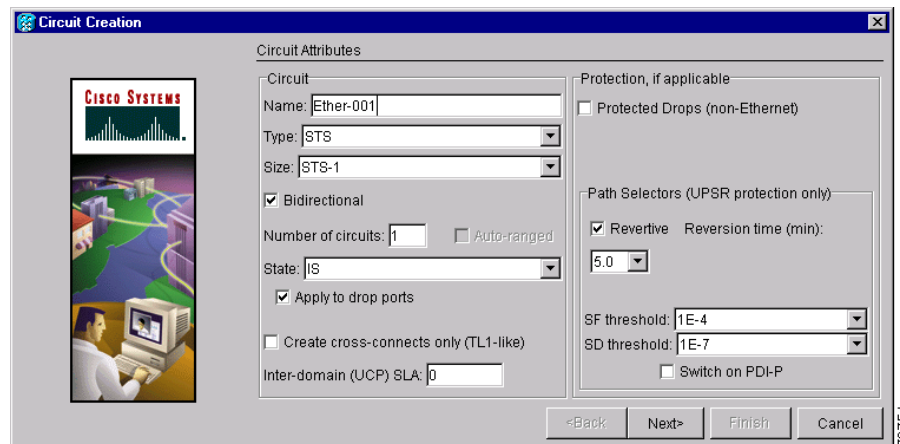 Circuit Creation
Circuit Attributes
CISCO SYSTEMS
Circuit
Name: Ether-001
Type: STS
Size: STS-1
Bidirectional
Number of circuits: 1 Auto-ranged
State: IS
Apply to drop ports
Create cross-connects only (TL1-like)
Inter-domain (UCP) SLA: 0
Protection, if applicable
Protected Drops (non-Ethernet)
Path Selectors (UPSR protection only)
Revertive Reversion time (min):
5.0
SF threshold: 1E-4
SD threshold: 1E-7
Switch on PDI-P
<Back Next> Finish Cancel